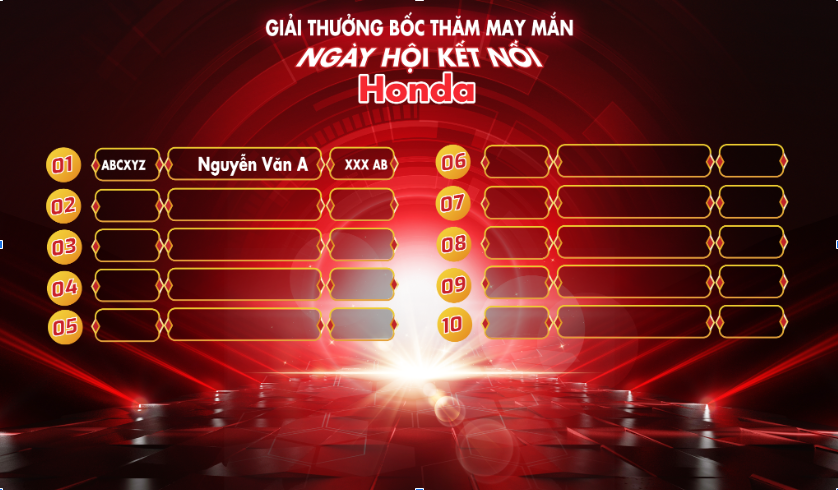 GIẢI THƯỞNG BỐC THĂM MAY MẮN
NGÀY HỘI KẾT NỐI
Honda
01 ABCXYZ Nguyễn Văn A XXX AB
02
03
04
05
06
07
08
09
10